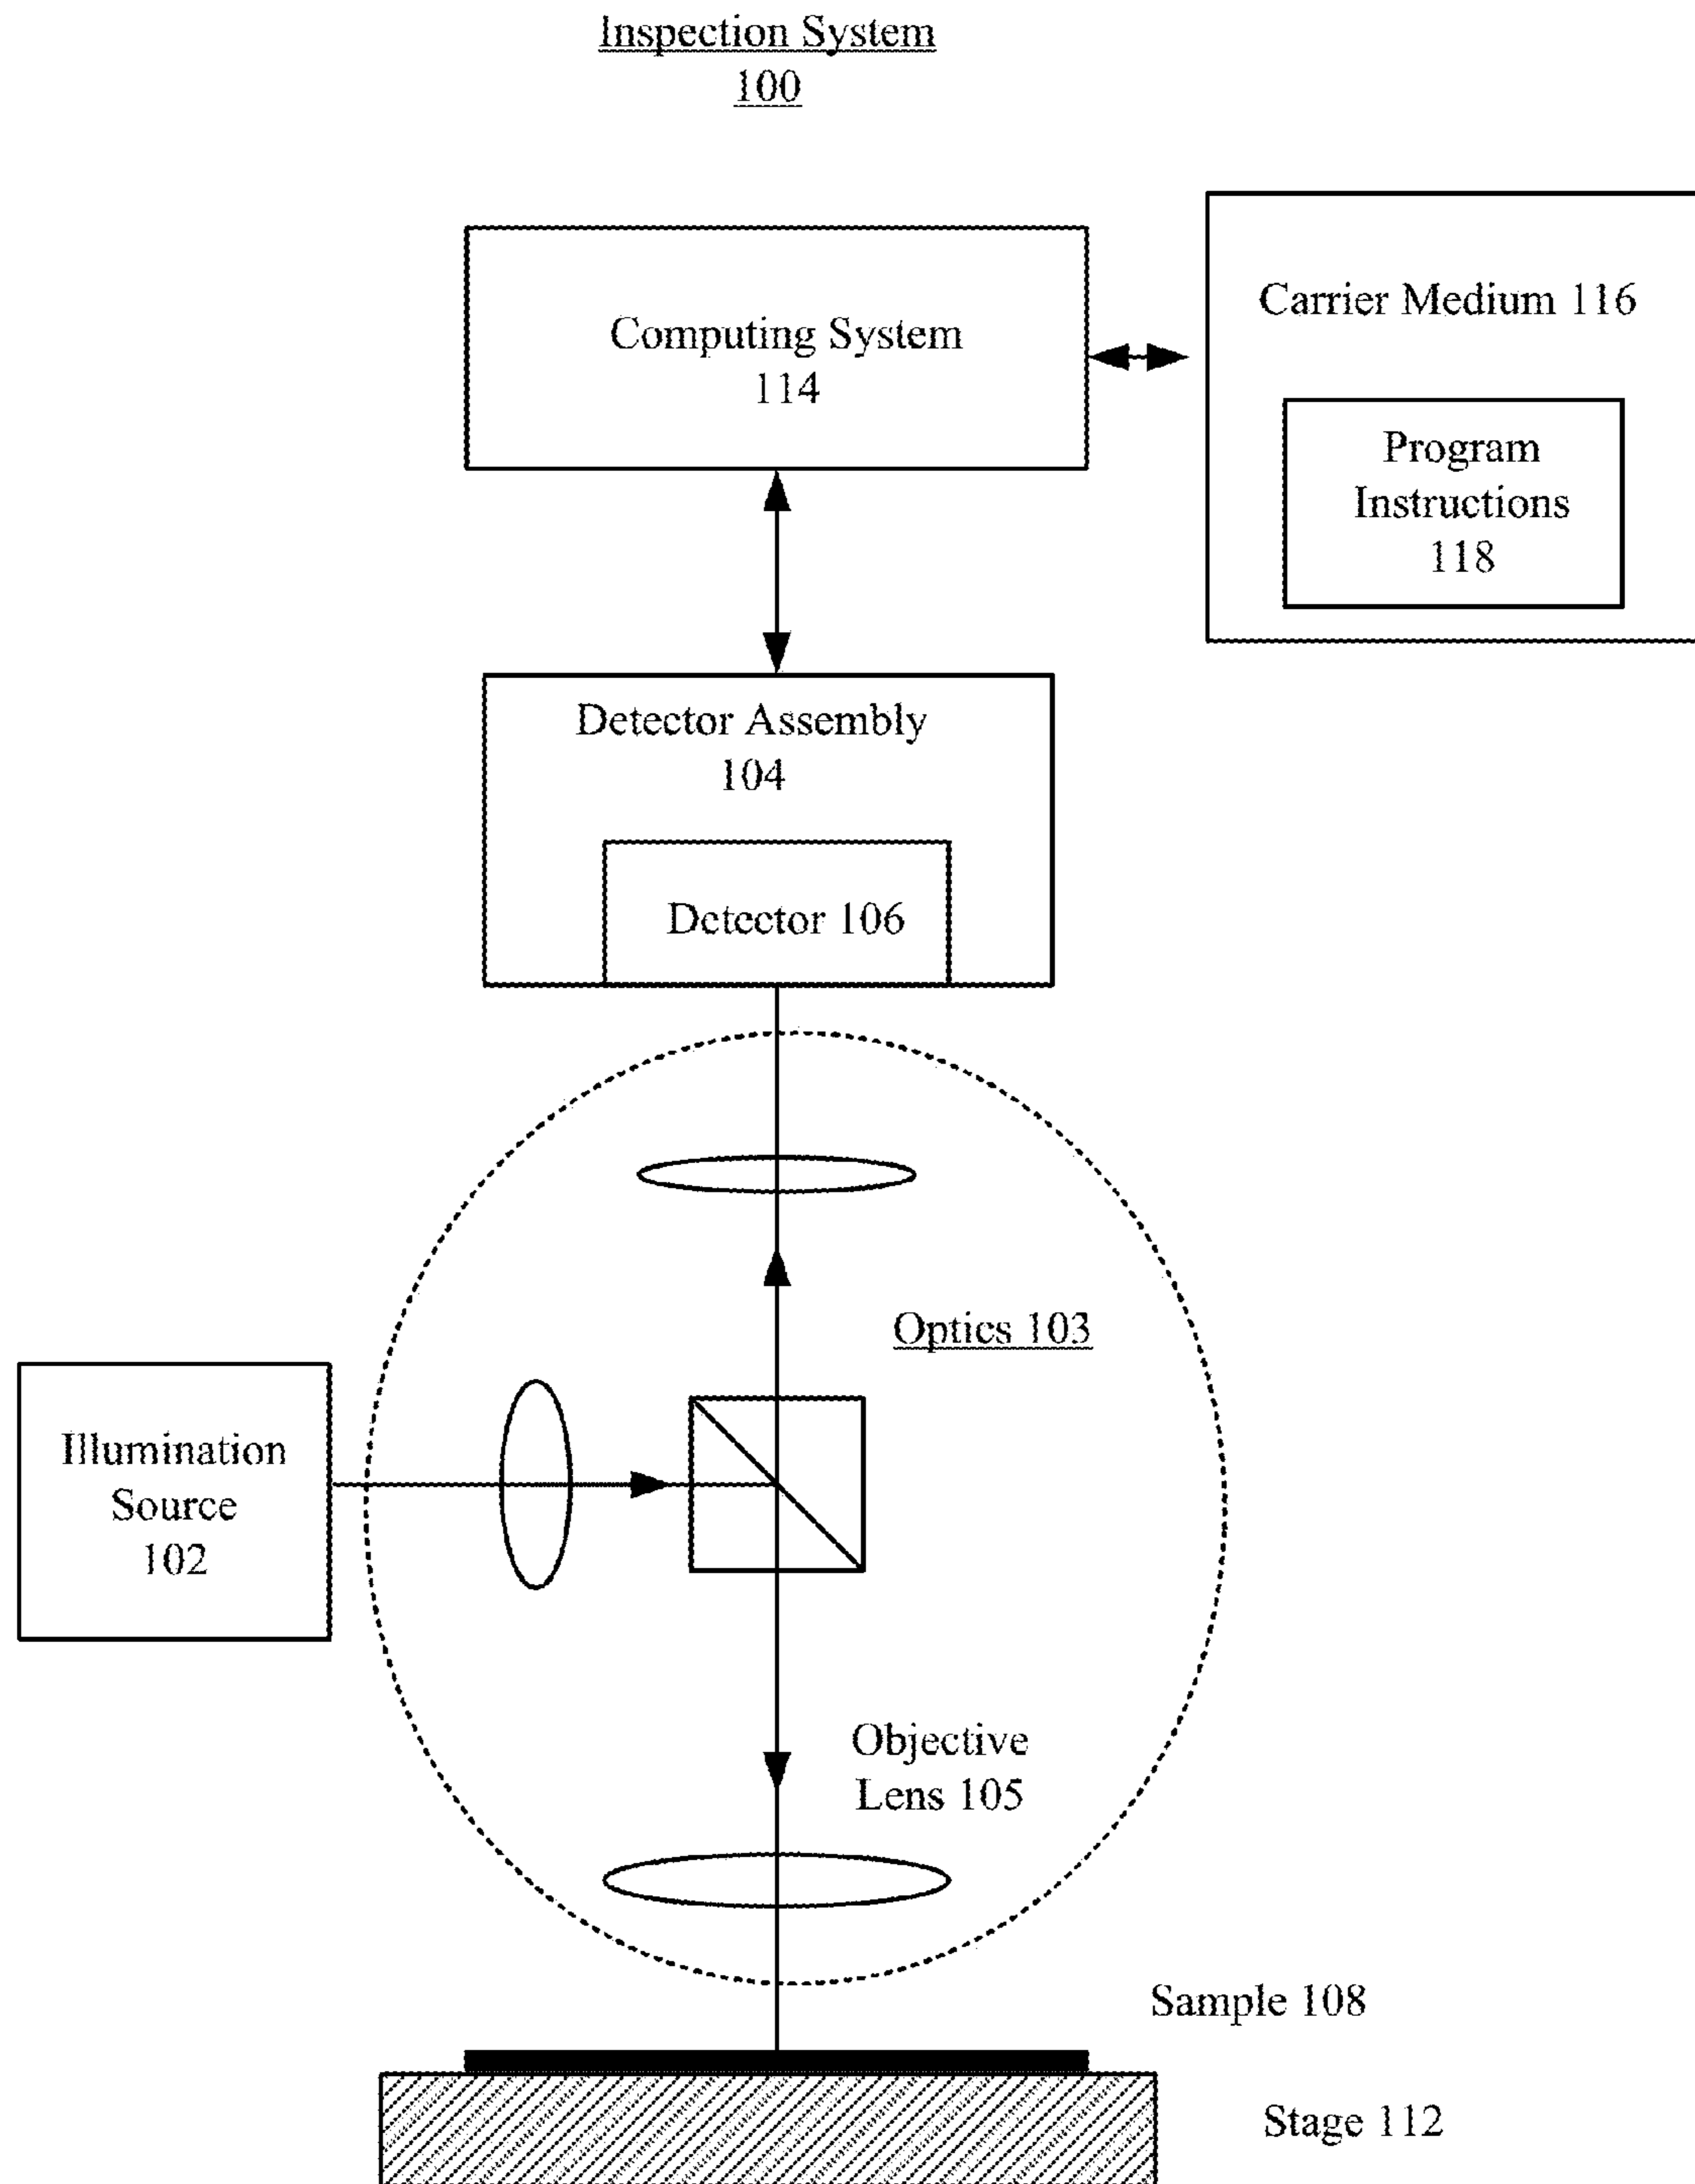 Inspection System
100
Carrier Medium 116
Computing System
114
Program
Instructions
118
Detector Assembly
104
Detector 106
Optics 103
Illumination
Source
102
Objective
Lens 105
Sample 108
Stage 112